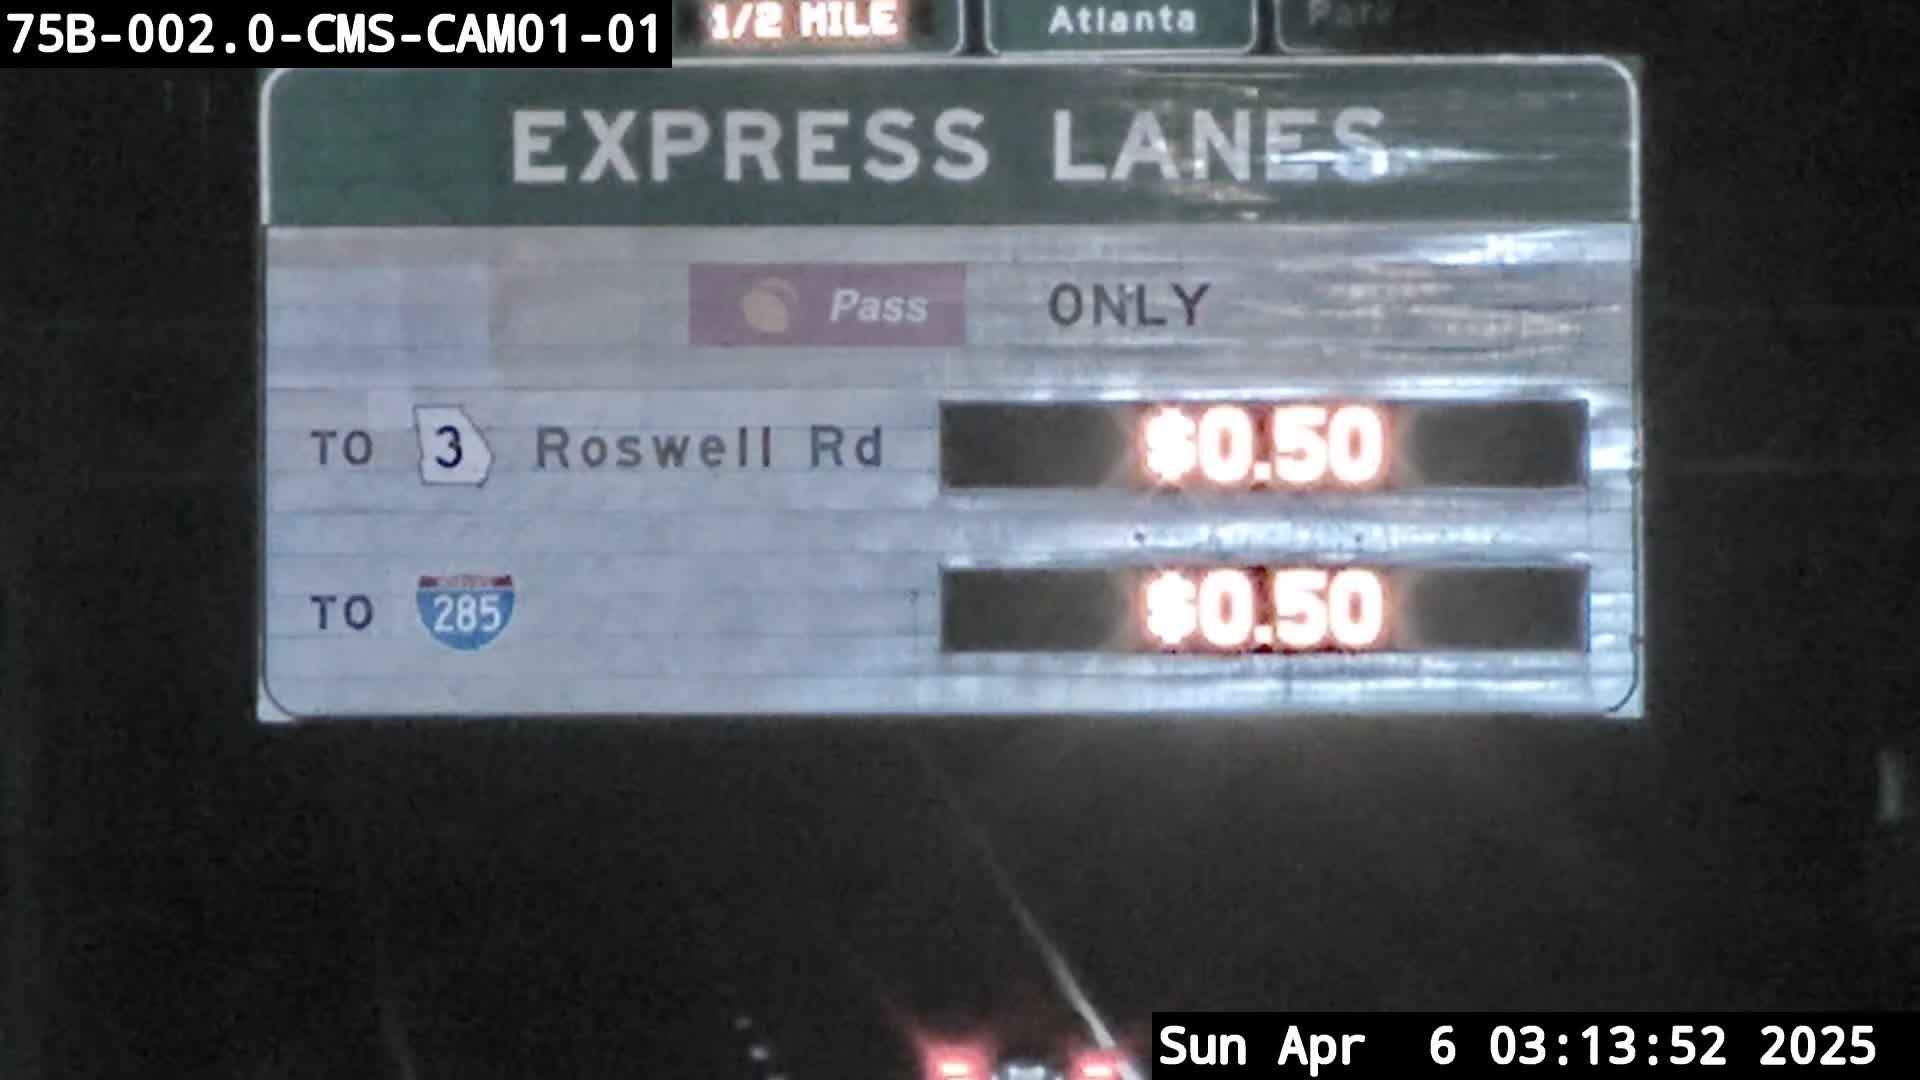 75B-002.0-CMS-CAM01-01
1/2 MILE
Atlanta
EXPRESS LANES
Pass ONLY
TO 3 Roswell Rd $0.50
TO 285 $0.50
Sun Apr 6 03:13:52 2025